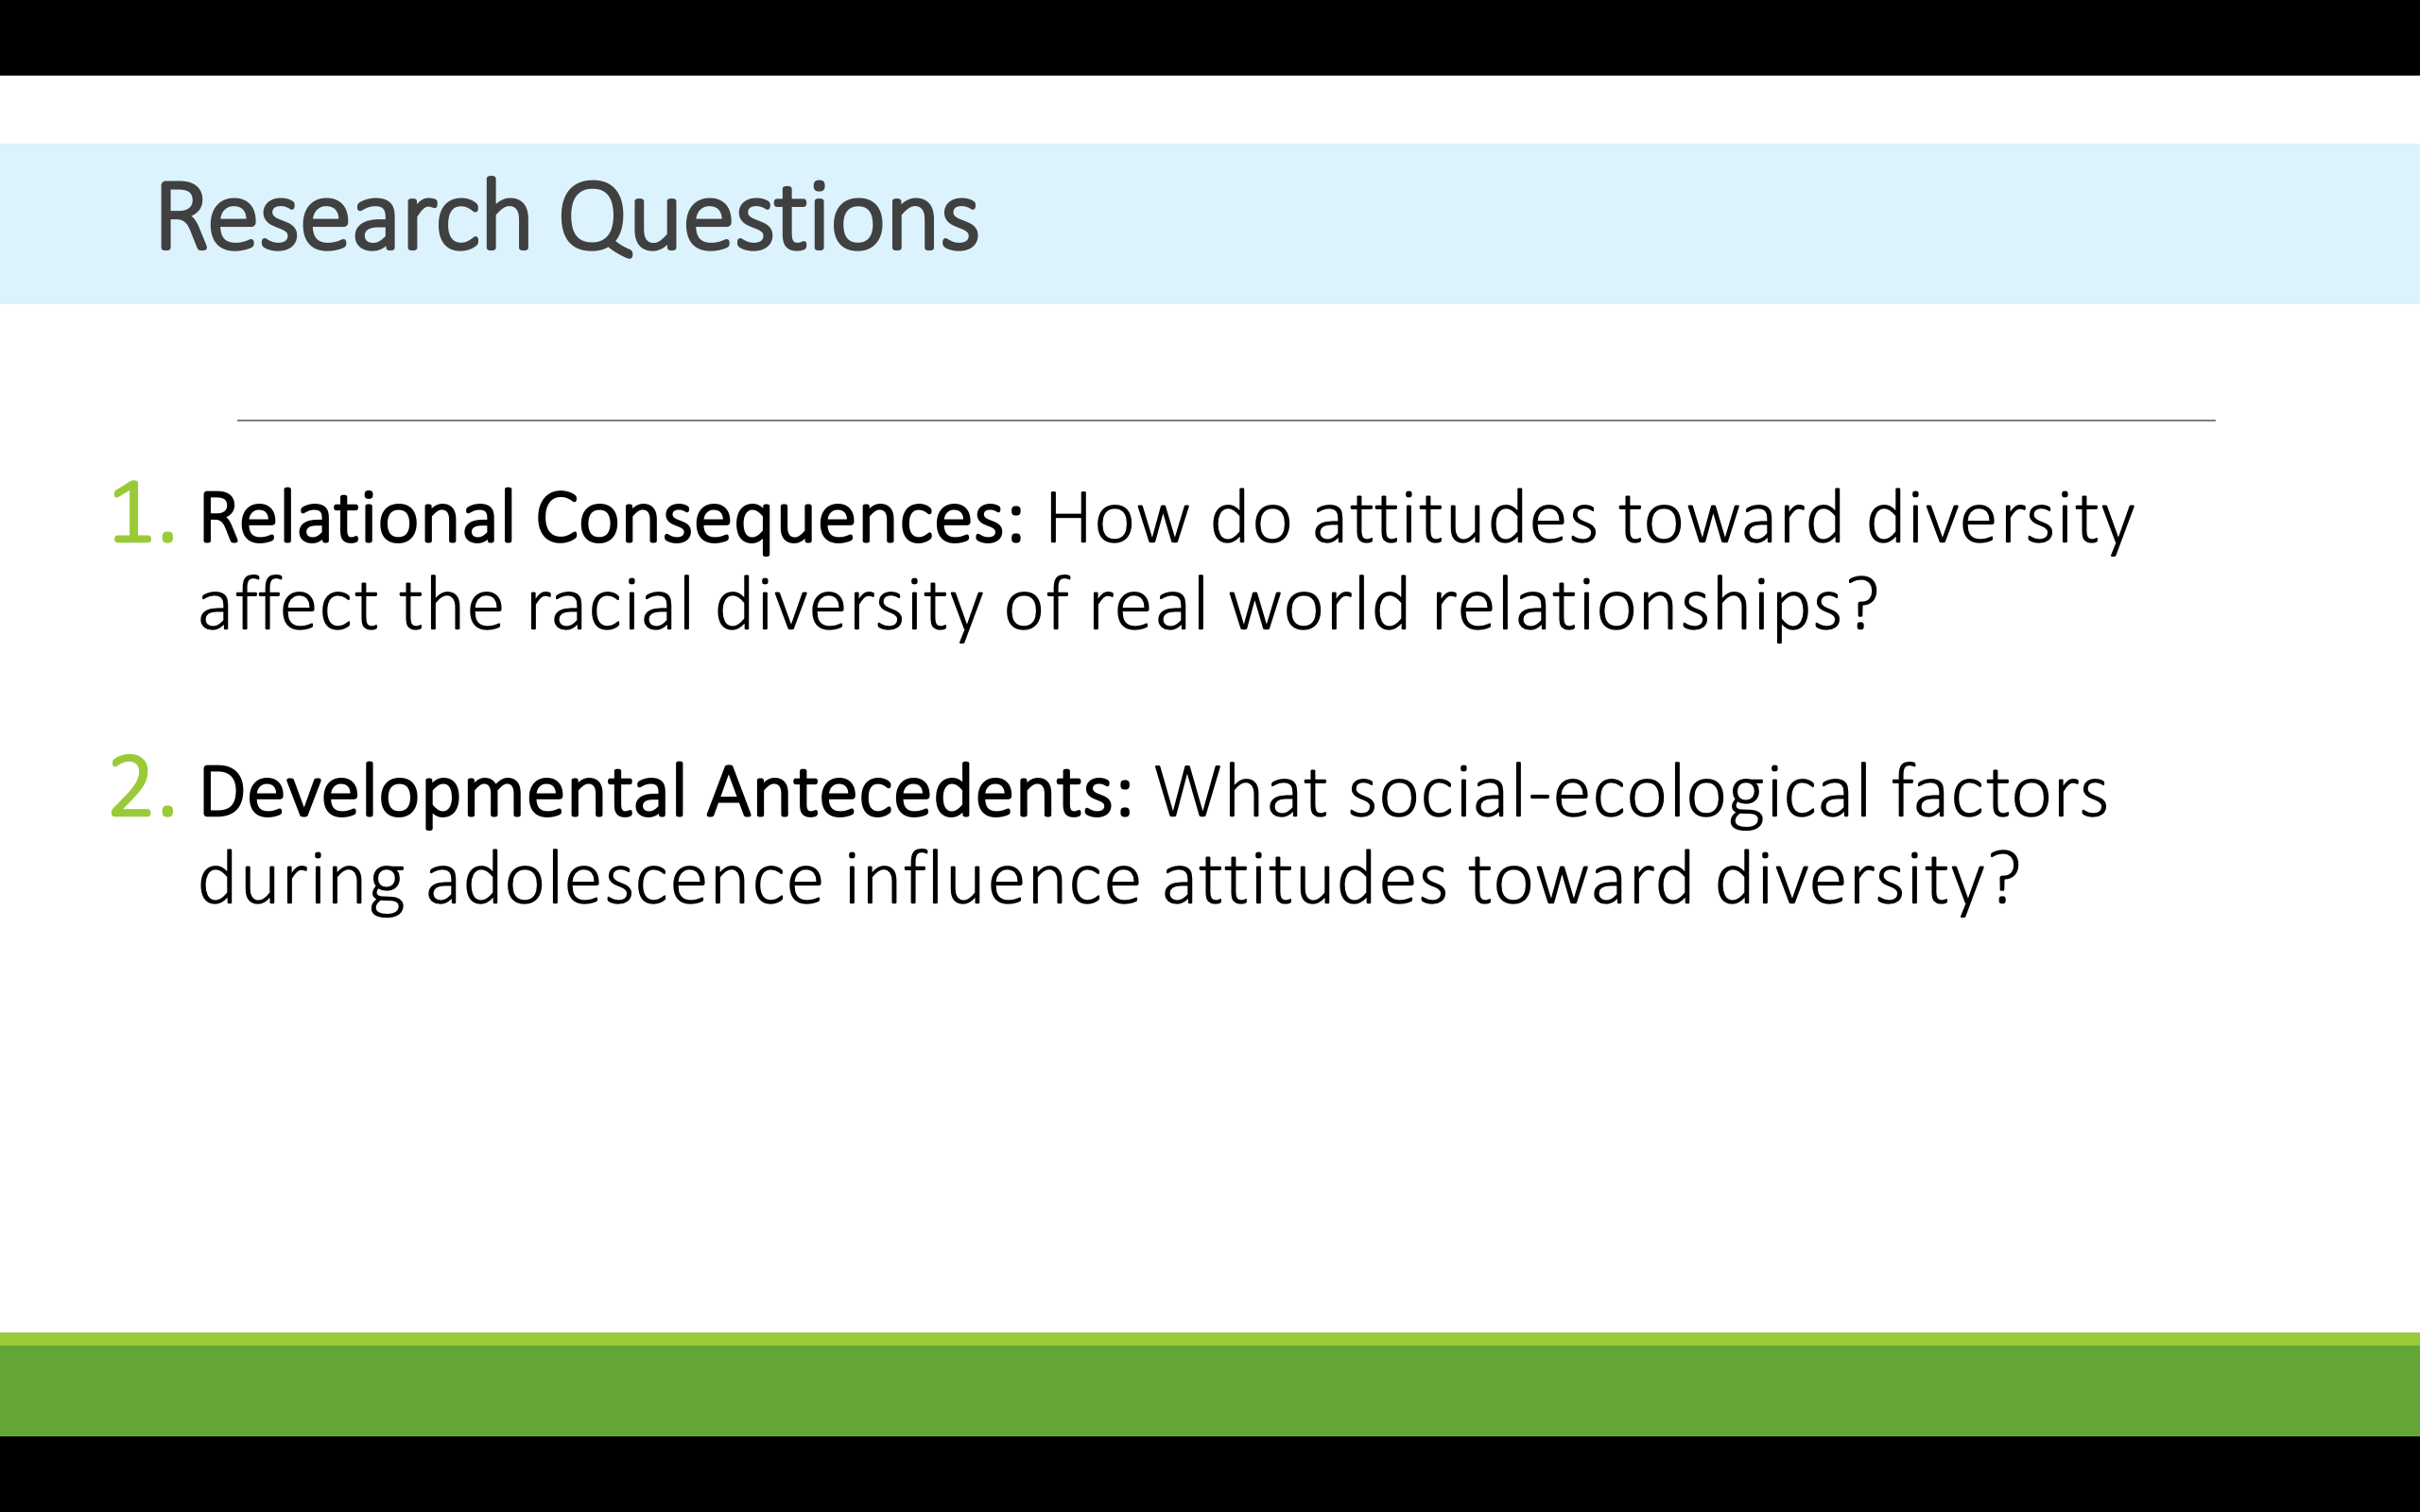 Research Questions
1. Relational Consequences: How do attitudes toward diversity
affect the racial diversity of real world relationships?
2. Developmental Antecedents: What social-ecological factors
during adolescence influence attitudes toward diversity?